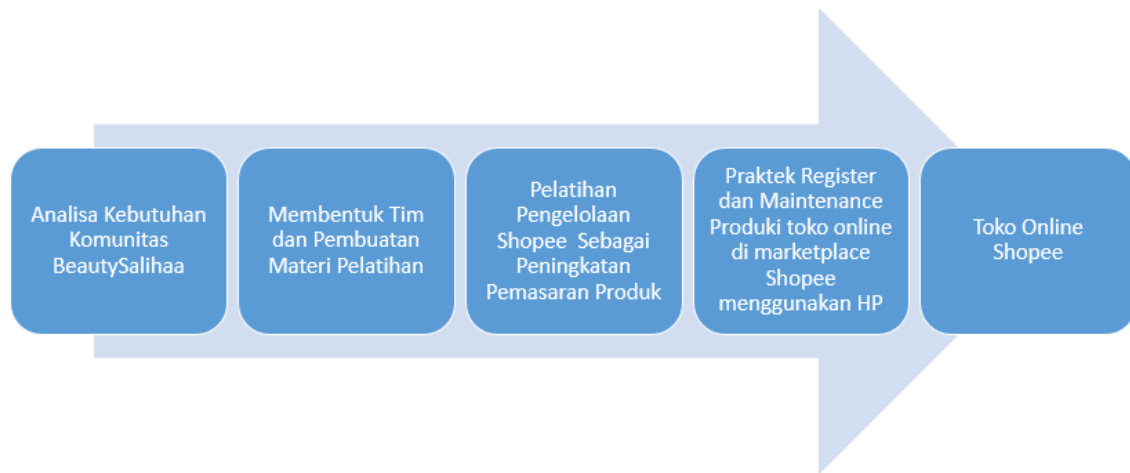 Analisa Kebutuhan
Komunitas
BeautySalihaa
Membentuk Tim
dan Pembuatan
Materi Pelatihan
Pelatihan
Pengelolaan
Shopee Sebagai
Peningkatan
Pemasaran Produk
Praktek Register
dan Maintenance
Produki toko online
di marketplace
Shopee
menggunakan HP
Toko Online
Shopee